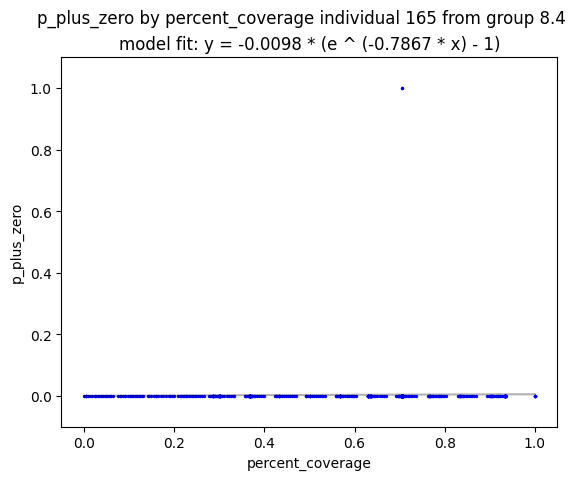 p_plus_zero by percent_coverage individual 165 from group 8.4
model fit: y = -0.0098 * (e ^ (-0.7867 * x) - 1)
1.0
0.8
0.6
0.4
0.2
0.0
p_plus_zero
0.0 0.2 0.4 0.6 0.8 1.0
percent_coverage